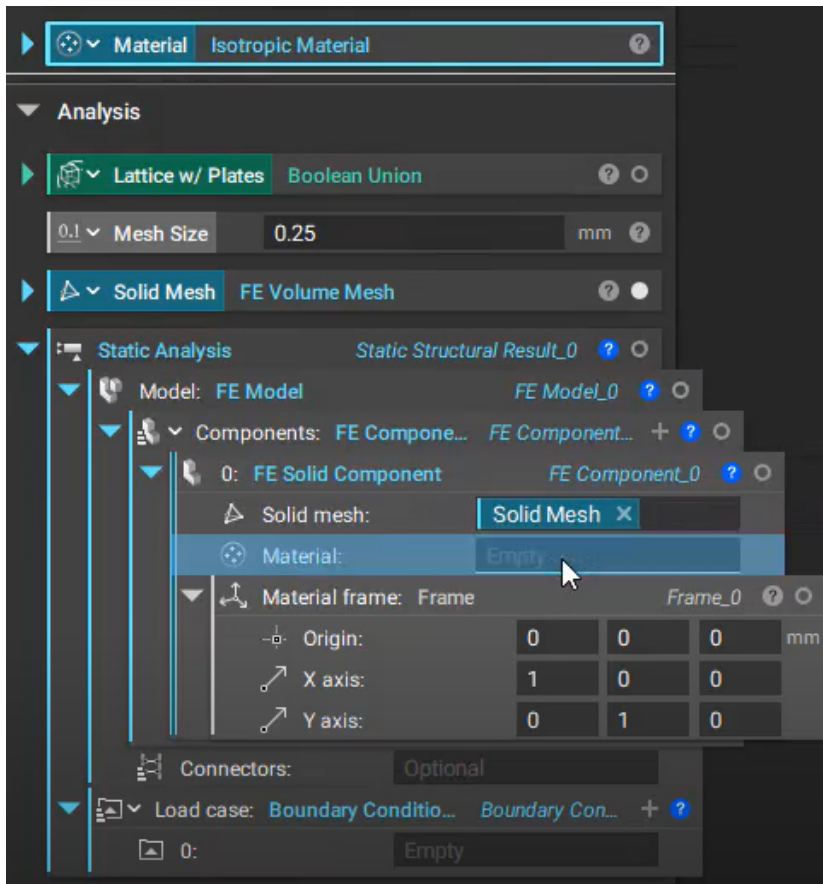 Material Isotropic Material ?
Analysis
Lattice w/ Plates Boolean Union ?
0.1 Mesh Size 0.25 mm ?
Solid Mesh FE Volume Mesh ?
Static Analysis Static Structural Result_0 ?
Model: FE Model FE Model_0 ?
Components: FE Compone... FE Component... + ?
0: FE Solid Component FE Component_0 ?
Solid mesh: Solid Mesh ×
Material: Empty
Material frame: Frame Frame_0 ?
Origin: 0 0 0 mm
X axis: 1 0 0
Y axis: 0 1 0
Connectors: Optional
Load case: Boundary Conditio... Boundary Con... + ?
0: Empty